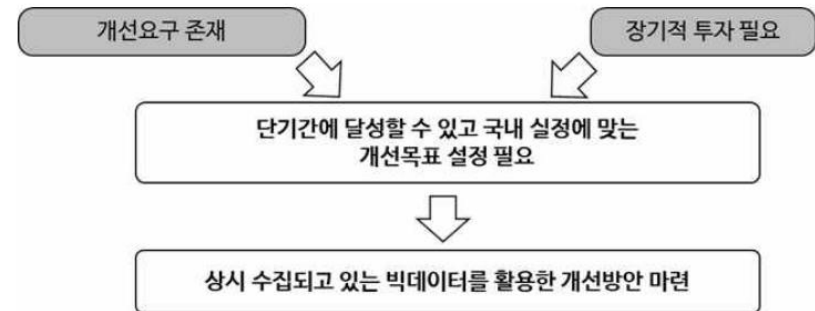 개선요구 존재
장기적 투자 필요
단기간에 달성할 수 있고 국내 실정에 맞는
개선목표 설정 필요
상시 수집되고 있는 빅데이터를 활용한 개선방안 마련